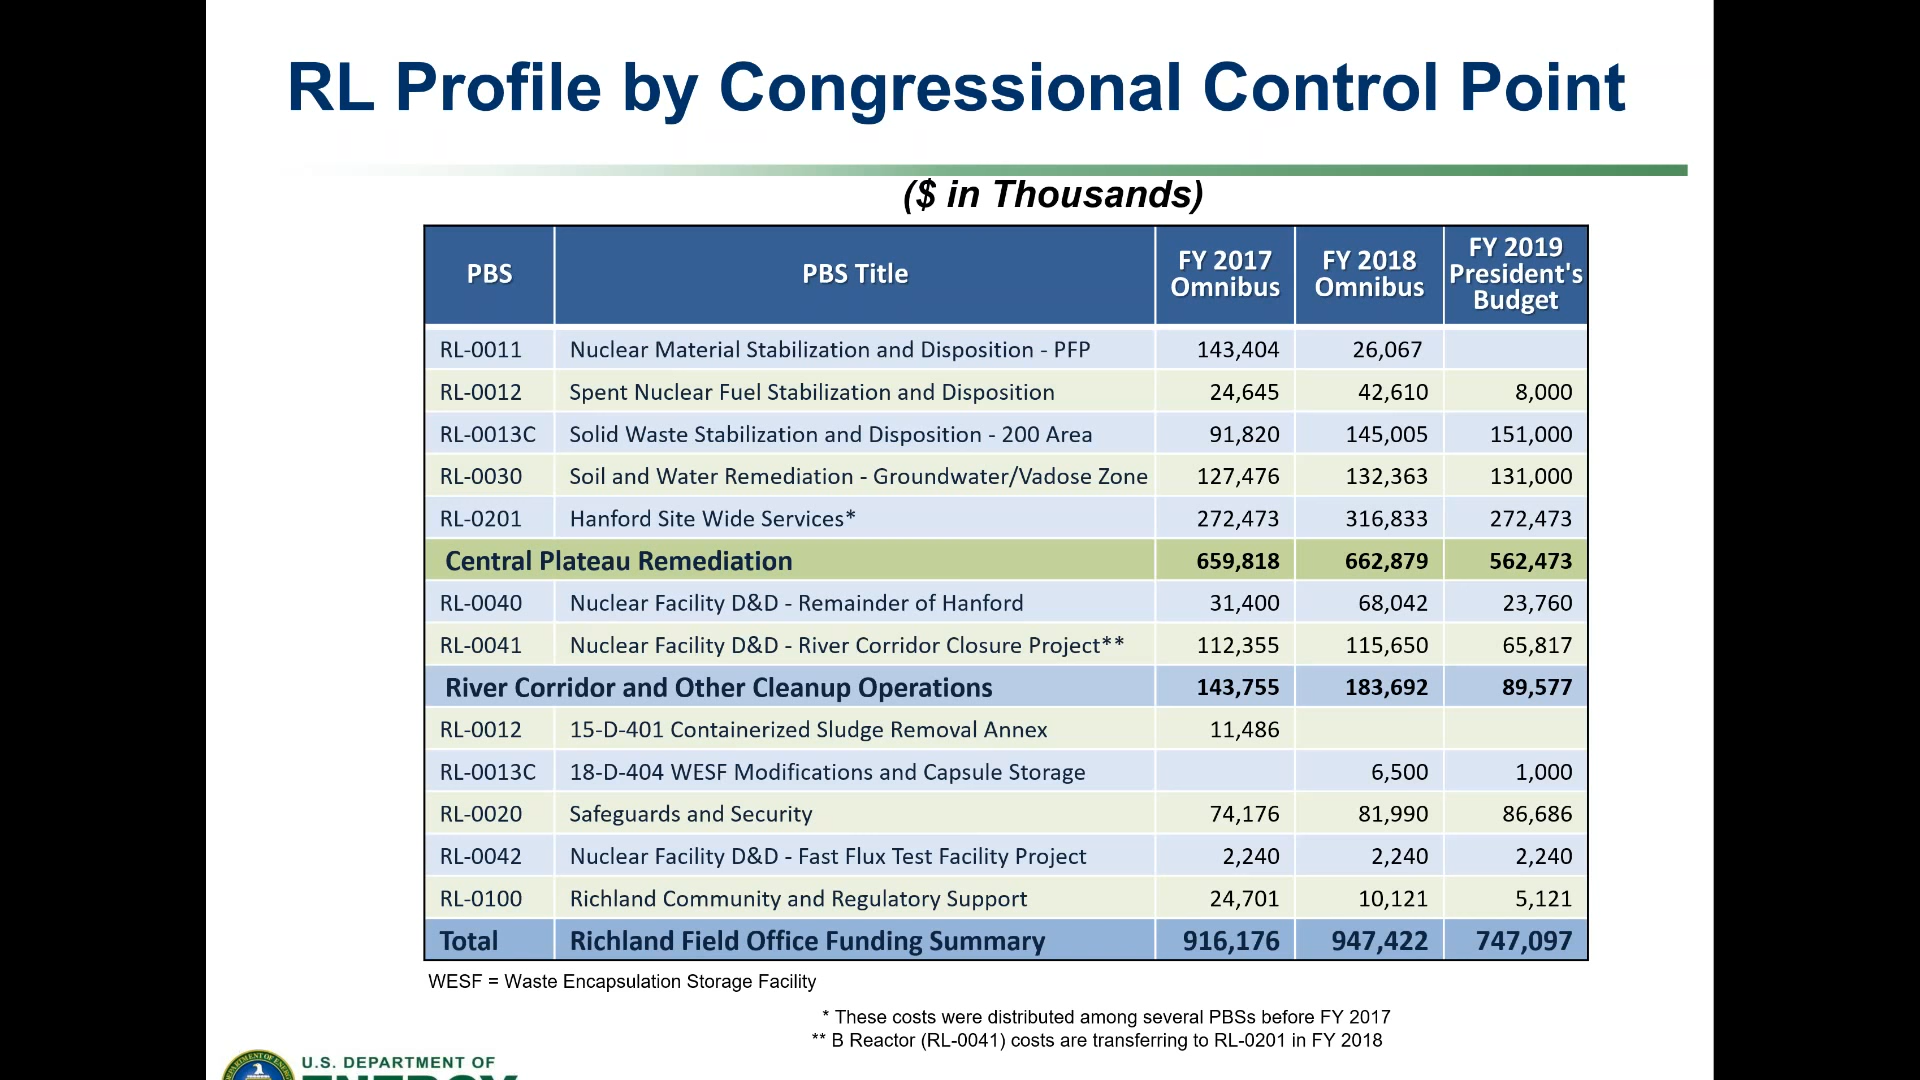 RL Profile by Congressional Control Point
($ in Thousands)
PBS PBS Title FY 2017 Omnibus FY 2018 Omnibus FY 2019 President's Budget
RL-0011 Nuclear Material Stabilization and Disposition - PFP 143,404 26,067
RL-0012 Spent Nuclear Fuel Stabilization and Disposition 24,645 42,610 8,000
RL-0013C Solid Waste Stabilization and Disposition - 200 Area 91,820 145,005 151,000
RL-0030 Soil and Water Remediation - Groundwater/Vadose Zone 127,476 132,363 131,000
RL-0201 Hanford Site Wide Services* 272,473 316,833 272,473
Central Plateau Remediation 659,818 662,879 562,473
RL-0040 Nuclear Facility D&D - Remainder of Hanford 31,400 68,042 23,760
RL-0041 Nuclear Facility D&D - River Corridor Closure Project** 112,355 115,650 65,817
River Corridor and Other Cleanup Operations 143,755 183,692 89,577
RL-0012 15-D-401 Containerized Sludge Removal Annex 11,486
RL-0013C 18-D-404 WESF Modifications and Capsule Storage 6,500 1,000
RL-0020 Safeguards and Security 74,176 81,990 86,686
RL-0042 Nuclear Facility D&D - Fast Flux Test Facility Project 2,240 2,240 2,240
RL-0100 Richland Community and Regulatory Support 24,701 10,121 5,121
Total Richland Field Office Funding Summary 916,176 947,422 747,097
WESF = Waste Encapsulation Storage Facility
* These costs were distributed among several PBSs before FY 2017
** B Reactor (RL-0041) costs are transferring to RL-0201 in FY 2018
U.S. DEPARTMENT OF
ENERGY